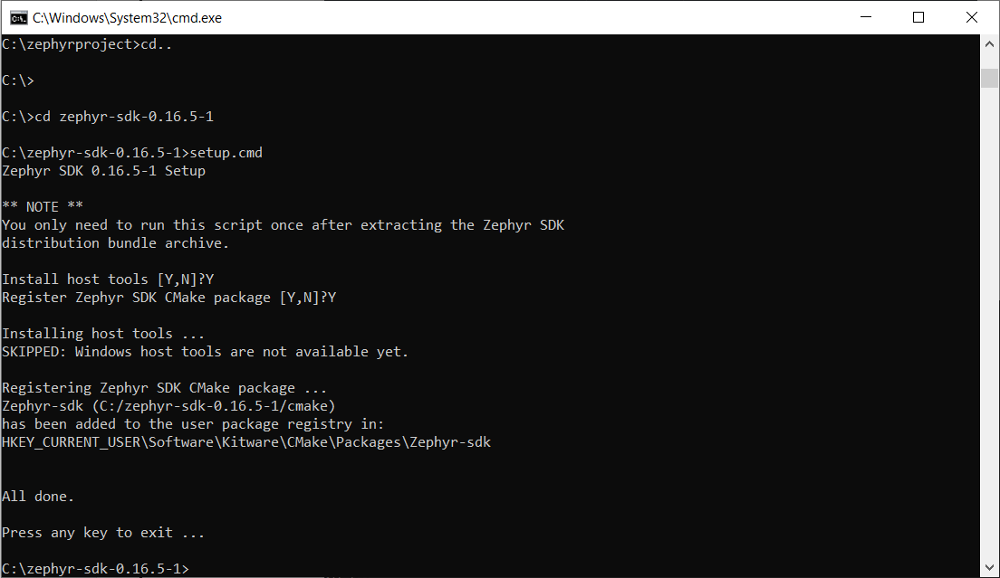 C:\Windows\System32\cmd.exe
C:\zephyrproject>cd..
C:\>
C:\>cd zephyr-sdk-0.16.5-1
C:\zephyr-sdk-0.16.5-1>setup.cmd
Zephyr SDK 0.16.5-1 Setup
** NOTE **
You only need to run this script once after extracting the Zephyr SDK
distribution bundle archive.
Install host tools [Y,N]?Y
Register Zephyr SDK CMake package [Y,N]?Y
Installing host tools ...
SKIPPED: Windows host tools are not available yet.
Registering Zephyr SDK CMake package ...
Zephyr-sdk (C:/zephyr-sdk-0.16.5-1/cmake)
has been added to the user package registry in:
HKEY_CURRENT_USER\Software\Kitware\CMake\Packages\Zephyr-sdk
All done.
Press any key to exit ...
C:\zephyr-sdk-0.16.5-1>